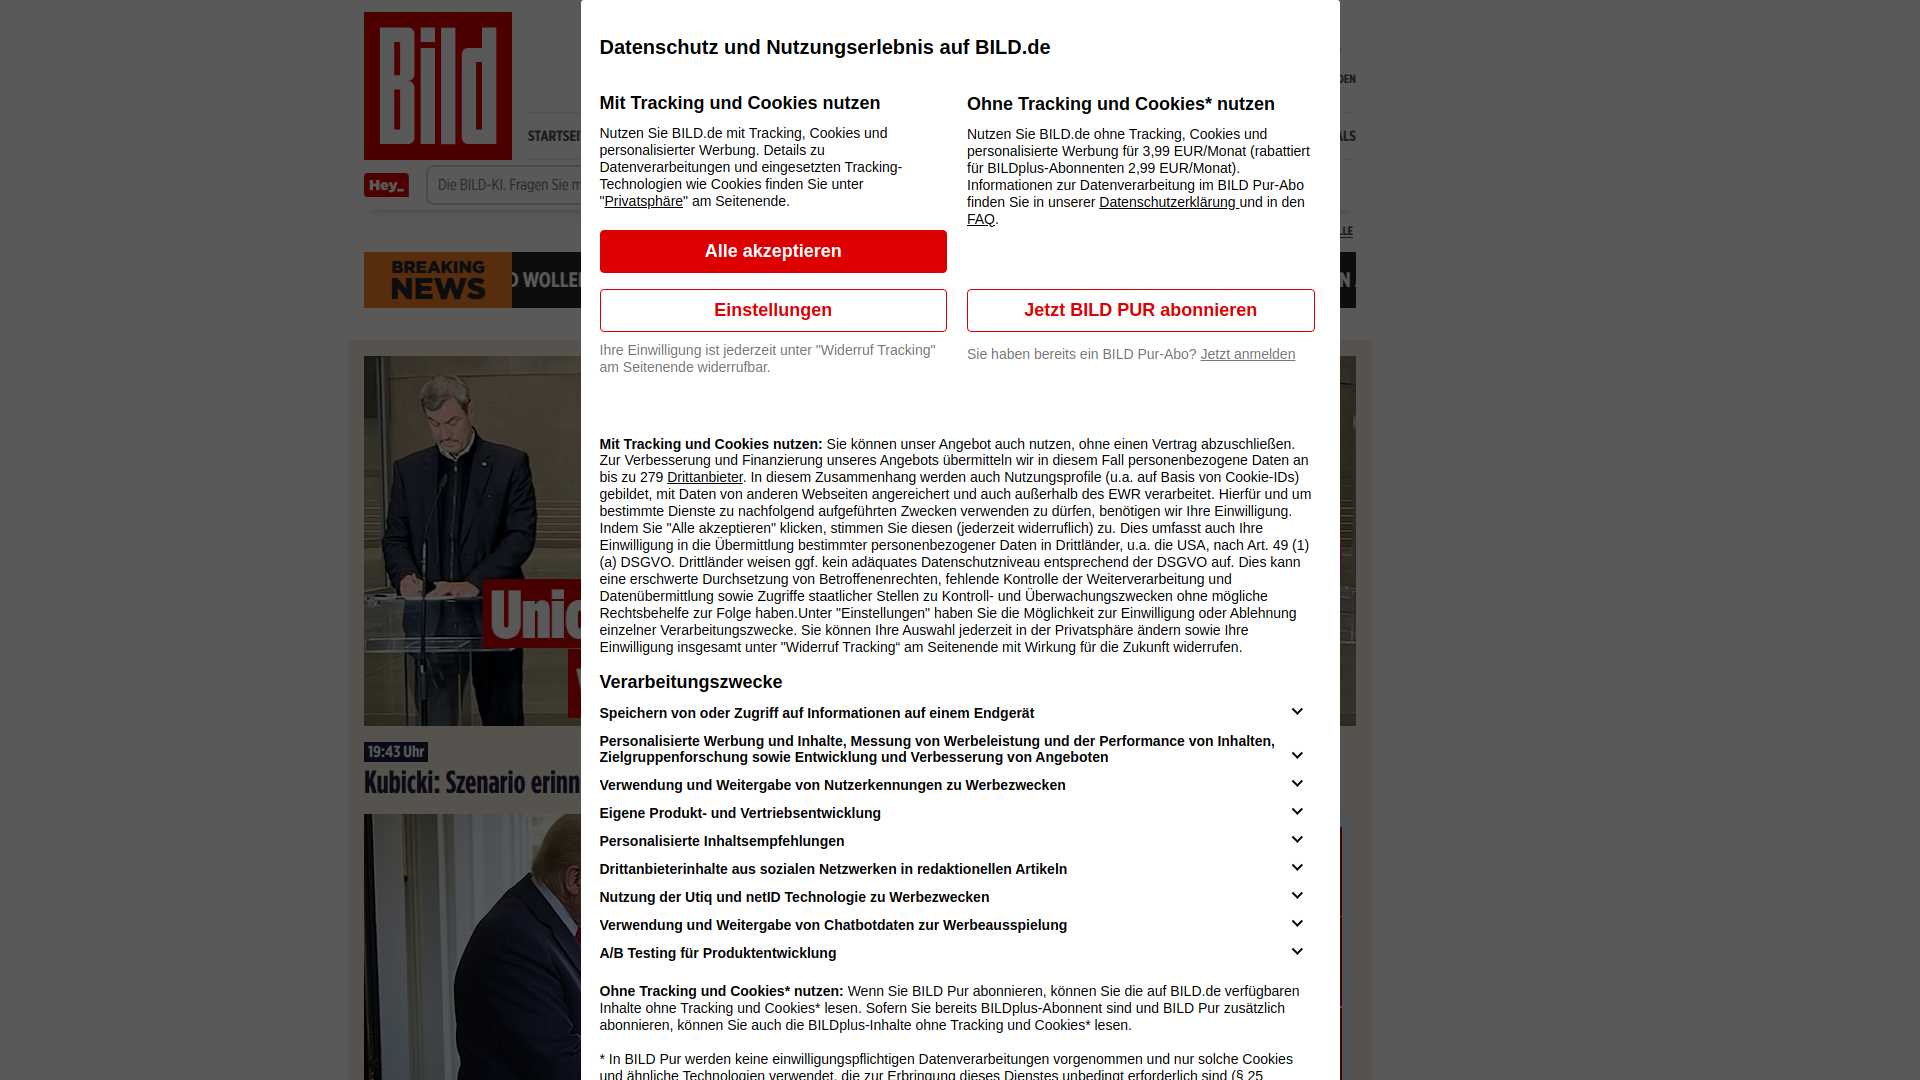 Bild
DEN
STARTSEI
ALS
Hey_
Die BILD-KI. Fragen Sie m
LLE
BREAKING
NEWS
D WOLLE
N
Unio
19:43 Uhr
Kubicki: Szenario erinn
Datenschutz und Nutzungserlebnis auf BILD.de
Mit Tracking und Cookies nutzen
Nutzen Sie BILD.de mit Tracking, Cookies und
personalisierter Werbung. Details zu
Datenverarbeitungen und eingesetzten Tracking-
Technologien wie Cookies finden Sie unter
"Privatsphäre" am Seitenende.
Alle akzeptieren
Einstellungen
Ihre Einwilligung ist jederzeit unter "Widerruf Tracking"
am Seitenende widerrufbar.
Ohne Tracking und Cookies* nutzen
Nutzen Sie BILD.de ohne Tracking, Cookies und
personalisierte Werbung für 3,99 EUR/Monat (rabattiert
für BILDplus-Abonnenten 2,99 EUR/Monat).
Informationen zur Datenverarbeitung im BILD Pur-Abo
finden Sie in unserer Datenschutzerklärung und in den
FAQ.
Jetzt BILD PUR abonnieren
Sie haben bereits ein BILD Pur-Abo? Jetzt anmelden
Mit Tracking und Cookies nutzen: Sie können unser Angebot auch nutzen, ohne einen Vertrag abzuschließen.
Zur Verbesserung und Finanzierung unseres Angebots übermitteln wir in diesem Fall personenbezogene Daten an
bis zu 279 Drittanbieter. In diesem Zusammenhang werden auch Nutzungsprofile (u.a. auf Basis von Cookie-IDs)
gebildet, mit Daten von anderen Webseiten angereichert und auch außerhalb des EWR verarbeitet. Hierfür und um
bestimmte Dienste zu nachfolgend aufgeführten Zwecken verwenden zu dürfen, benötigen wir Ihre Einwilligung.
Indem Sie "Alle akzeptieren" klicken, stimmen Sie diesen (jederzeit widerruflich) zu. Dies umfasst auch Ihre
Einwilligung in die Übermittlung bestimmter personenbezogener Daten in Drittländer, u.a. die USA, nach Art. 49 (1)
(a) DSGVO. Drittländer weisen ggf. kein adäquates Datenschutzniveau entsprechend der DSGVO auf. Dies kann
eine erschwerte Durchsetzung von Betroffenenrechten, fehlende Kontrolle der Weiterverarbeitung und
Datenübermittlung sowie Zugriffe staatlicher Stellen zu Kontroll- und Überwachungszwecken ohne mögliche
Rechtsbehelfe zur Folge haben.Unter "Einstellungen" haben Sie die Möglichkeit zur Einwilligung oder Ablehnung
einzelner Verarbeitungszwecke. Sie können Ihre Auswahl jederzeit in der Privatsphäre ändern sowie Ihre
Einwilligung insgesamt unter "Widerruf Tracking“ am Seitenende mit Wirkung für die Zukunft widerrufen.
Verarbeitungszwecke
Speichern von oder Zugriff auf Informationen auf einem Endgerät
Personalisierte Werbung und Inhalte, Messung von Werbeleistung und der Performance von Inhalten,
Zielgruppenforschung sowie Entwicklung und Verbesserung von Angeboten
Verwendung und Weitergabe von Nutzerkennungen zu Werbezwecken
Eigene Produkt- und Vertriebsentwicklung
Personalisierte Inhaltsempfehlungen
Drittanbieterinhalte aus sozialen Netzwerken in redaktionellen Artikeln
Nutzung der Utiq und netID Technologie zu Werbezwecken
Verwendung und Weitergabe von Chatbotdaten zur Werbeausspielung
A/B Testing für Produktentwicklung
Ohne Tracking und Cookies* nutzen: Wenn Sie BILD Pur abonnieren, können Sie die auf BILD.de verfügbaren
Inhalte ohne Tracking und Cookies* lesen. Sofern Sie bereits BILDplus-Abonnent sind und BILD Pur zusätzlich
abonnieren, können Sie auch die BILDplus-Inhalte ohne Tracking und Cookies* lesen.
* In BILD Pur werden keine einwilligungspflichtigen Datenverarbeitungen vorgenommen und nur solche Cookies
und ähnliche Technologien verwendet, die zur Erbringung dieses Dienstes unbedingt erforderlich sind (§ 25